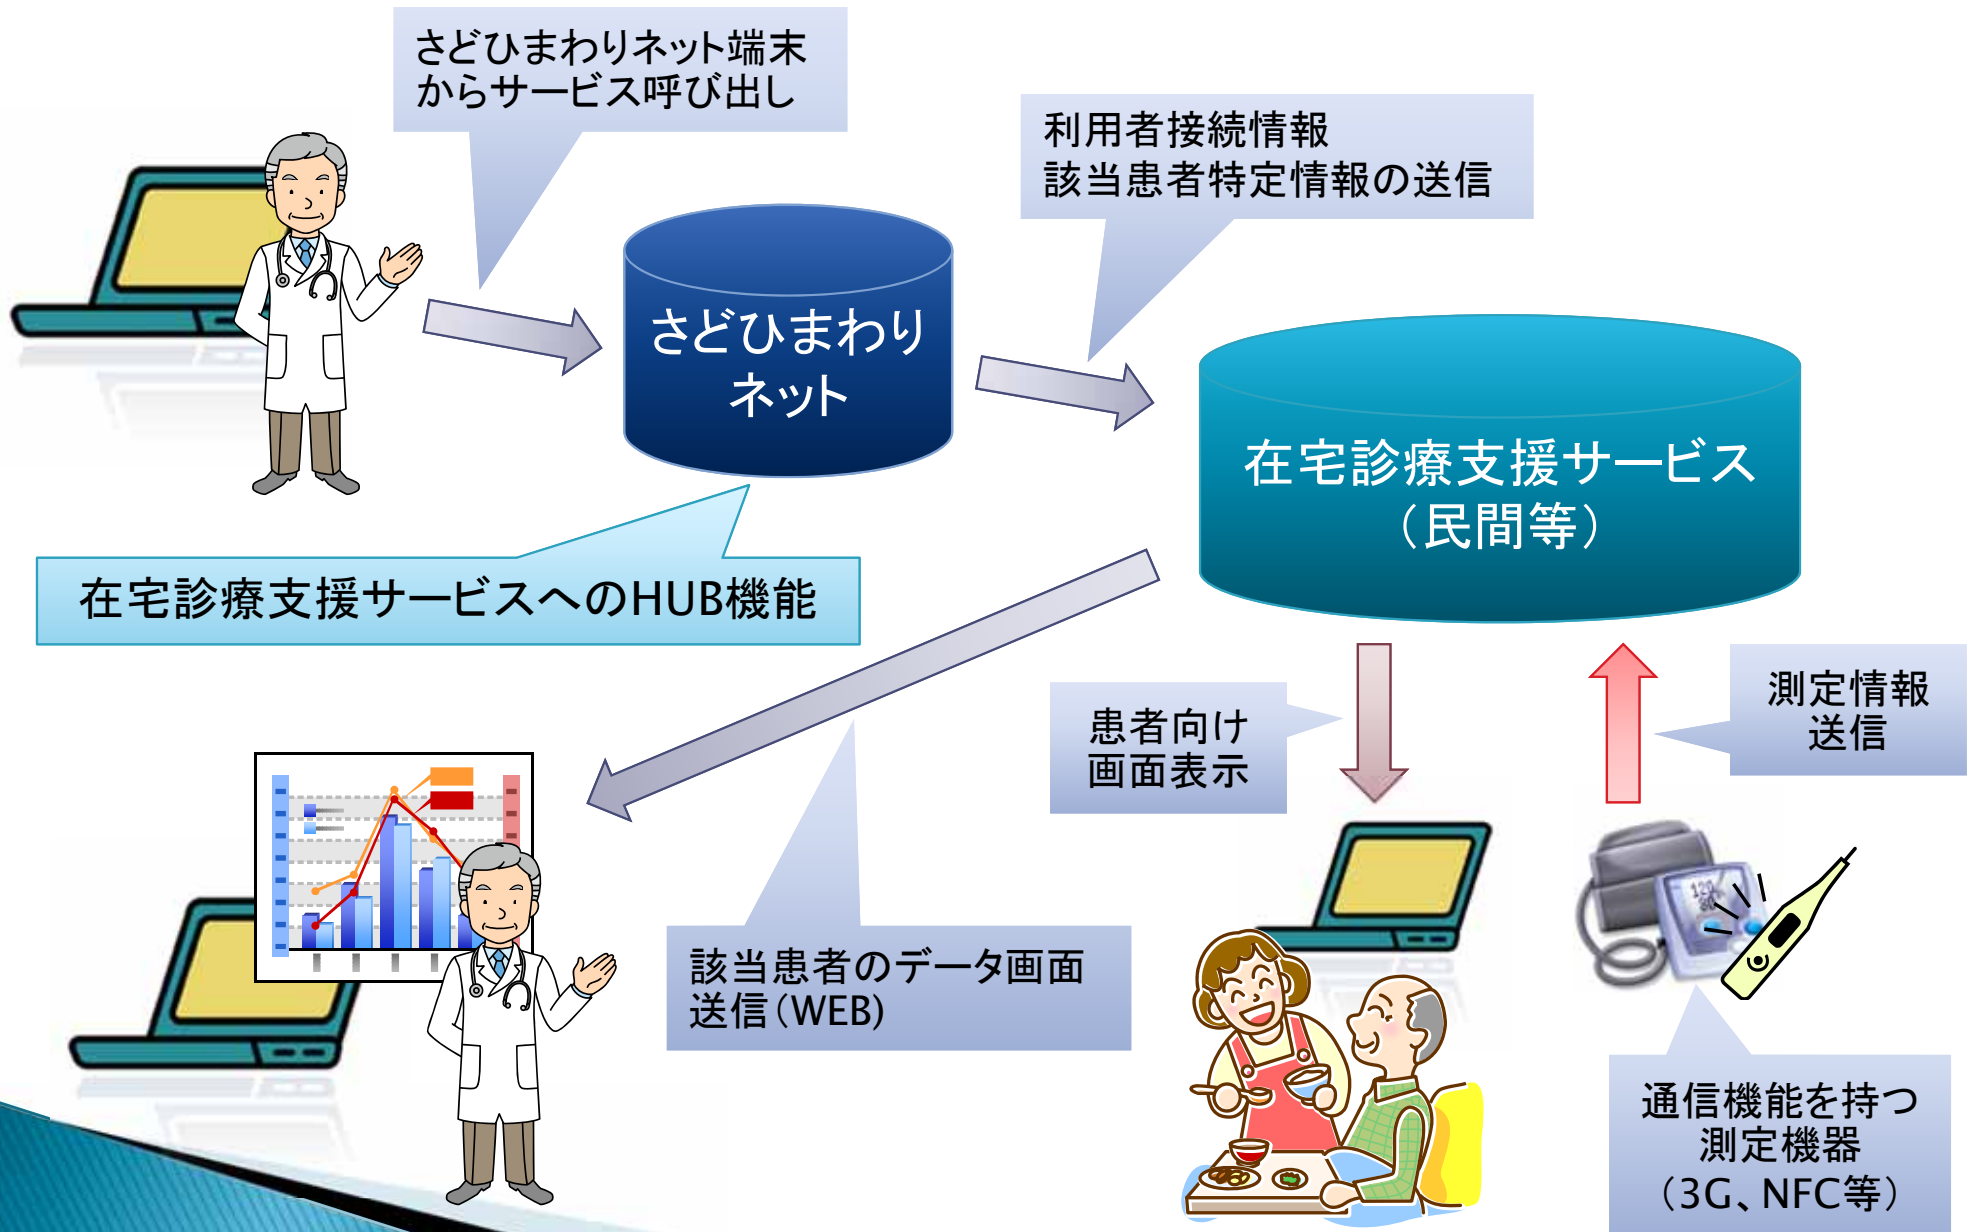 さどひまわりネット端末
からサービス呼び出し
利用者接続情報
該当患者特定情報の送信
さどひまわり
ネット
在宅診療支援サービス
（民間等）
在宅診療支援サービスへのHUB機能
患者向け
画面表示
測定情報
送信
120
80
該当患者のデータ画面
送信（WEB)
通信機能を持つ
測定機器
（3G、NFC等）